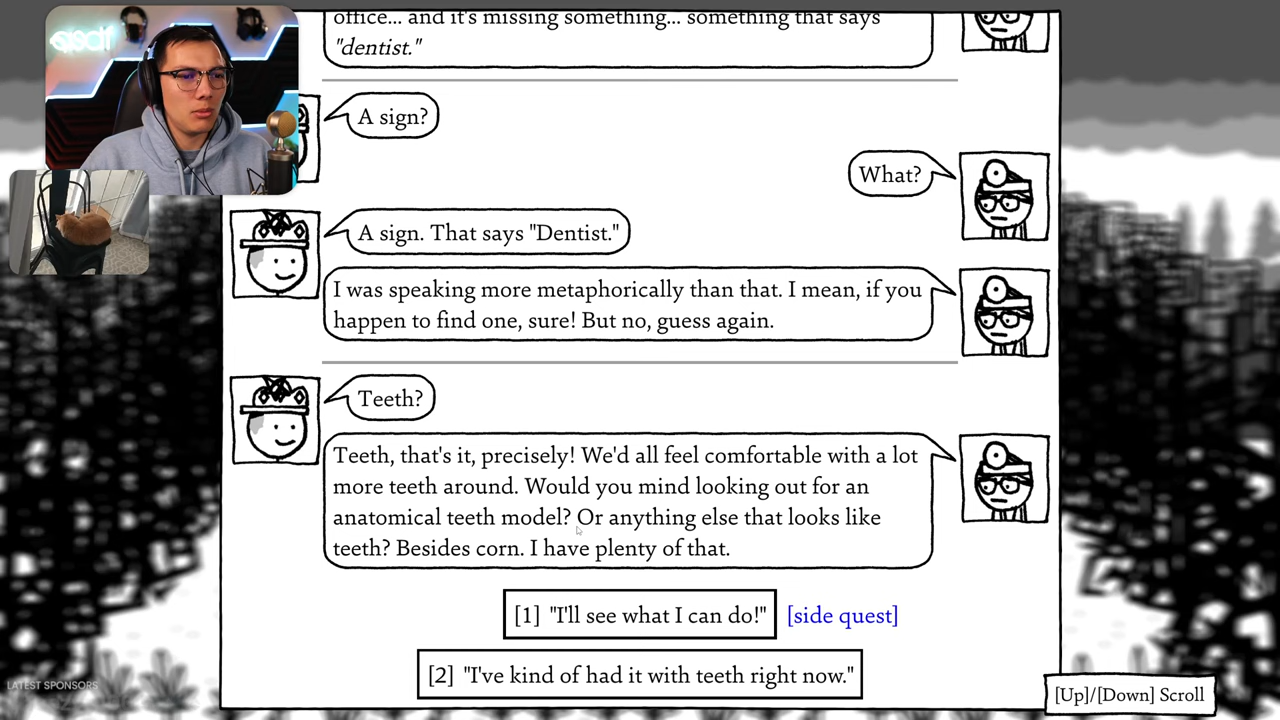 office... and it's missing something... something that says
"dentist."
A sign?
What?
A sign. That says "Dentist."
I was speaking more metaphorically than that. I mean, if you
happen to find one, sure! But no, guess again.
Teeth?
Teeth, that's it, precisely! We'd all feel comfortable with a lot
more teeth around. Would you mind looking out for an
anatomical teeth model? Or anything else that looks like
teeth? Besides corn. I have plenty of that.
[1] "I'll see what I can do!" [side quest]
[2] "I've kind of had it with teeth right now."
LATEST SPONSORS
[Up]/[Down] Scroll